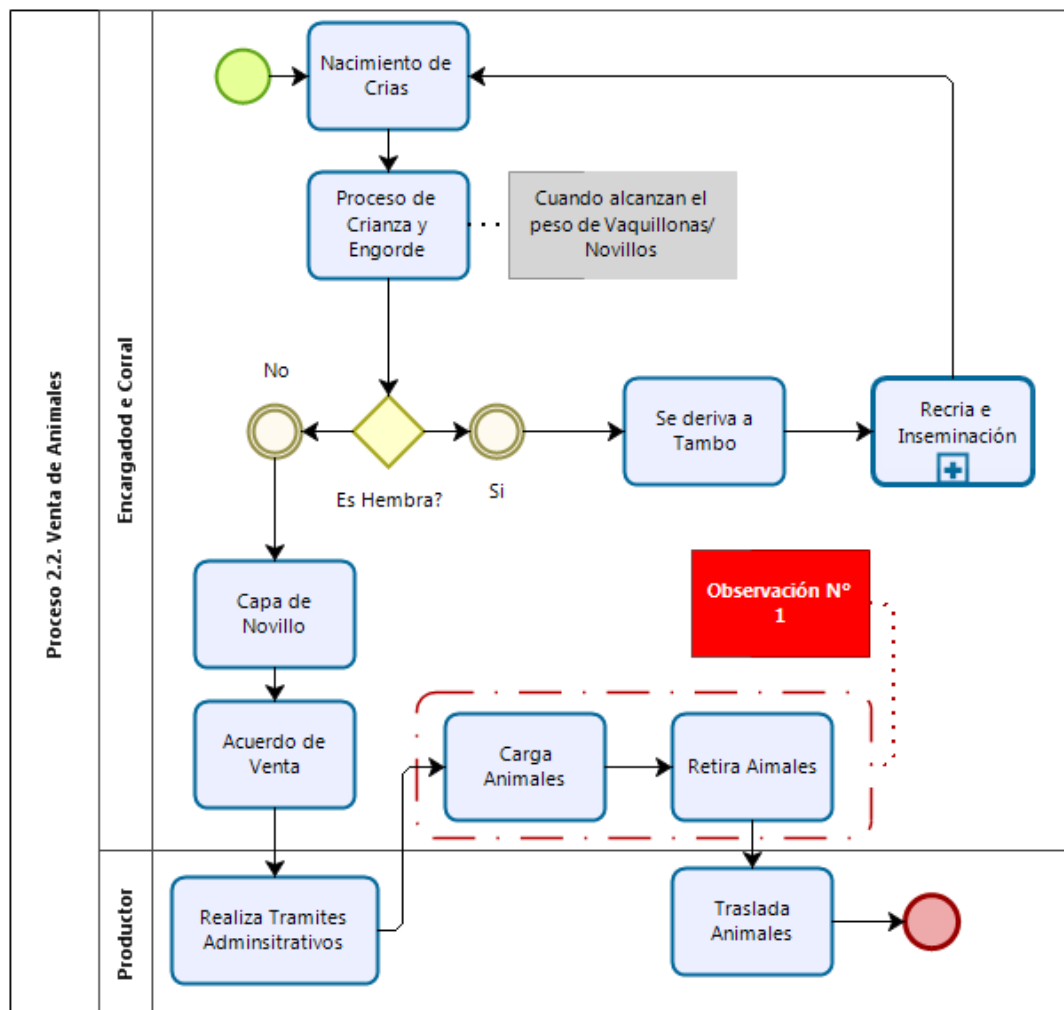 Proceso 2.2. Venta de Animales
Encargadod e Corral
Nacimiento de
Crias
Proceso de
Crianza y
Engorde
Cuando alcanzan el
peso de Vaquillonas/
Novillos
No
Es Hembra?
Si
Se deriva a
Tambo
Recria e
Inseminación
Capa de
Novillo
Observación N°
1
Acuerdo de
Venta
Carga
Animales
Retira Aimales
Productor
Realiza Tramites
Adminsitrativos
Traslada
Animales